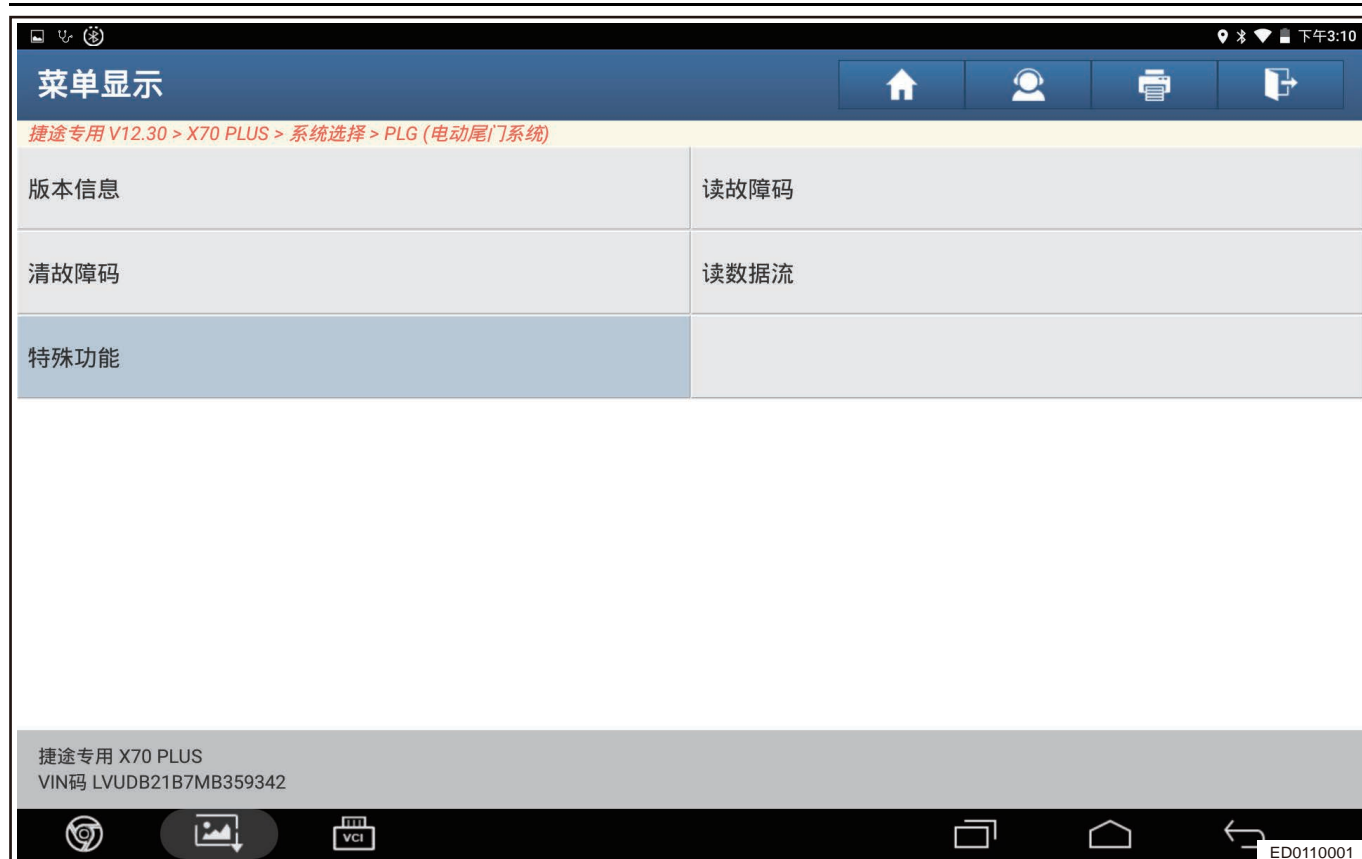 下午3:10
菜单显示
捷途专用 V12.30 > X70 PLUS > 系统选择 > PLG (电动尾门系统)
版本信息
读故障码
清故障码
读数据流
特殊功能
捷途专用 X70 PLUS
VIN码 LVUDB21B7MB359342
VCI
ED0110001